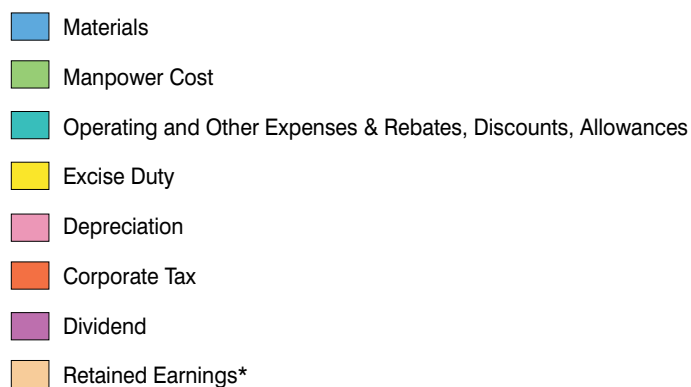 Materials
Manpower Cost
Operating and Other Expenses & Rebates, Discounts, Allowances
Excise Duty
Depreciation
Corporate Tax
Dividend
Retained Earnings*